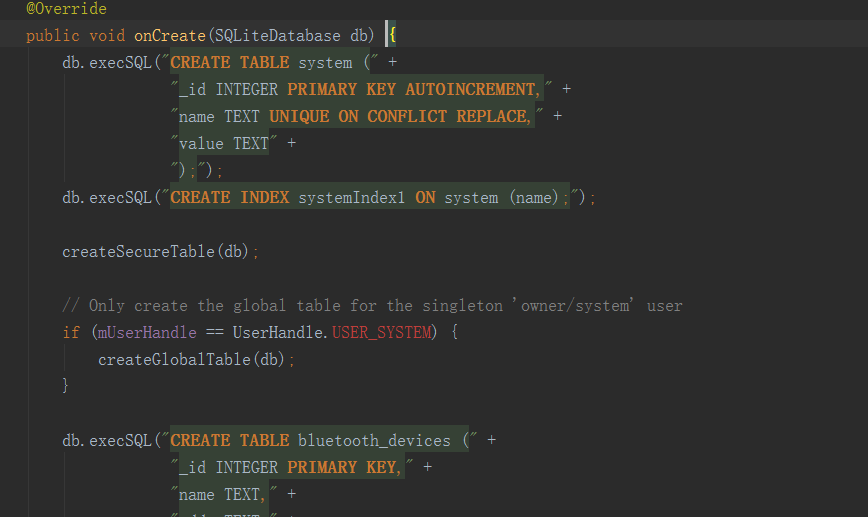 @Override
public void onCreate(SQLiteDatabase db) {
db.execSQL("CREATE TABLE system (" +
"_id INTEGER PRIMARY KEY AUTOINCREMENT," +
"name TEXT UNIQUE ON CONFLICT REPLACE," +
"value TEXT" +
");");
db.execSQL("CREATE INDEX systemIndex1 ON system (name);");
createSecureTable(db);
// Only create the global table for the singleton 'owner/system' user
if (mUserHandle == UserHandle.USER_SYSTEM) {
createGlobalTable(db);
}
db.execSQL("CREATE TABLE bluetooth_devices (" +
"_id INTEGER PRIMARY KEY," +
"name TEXT," +